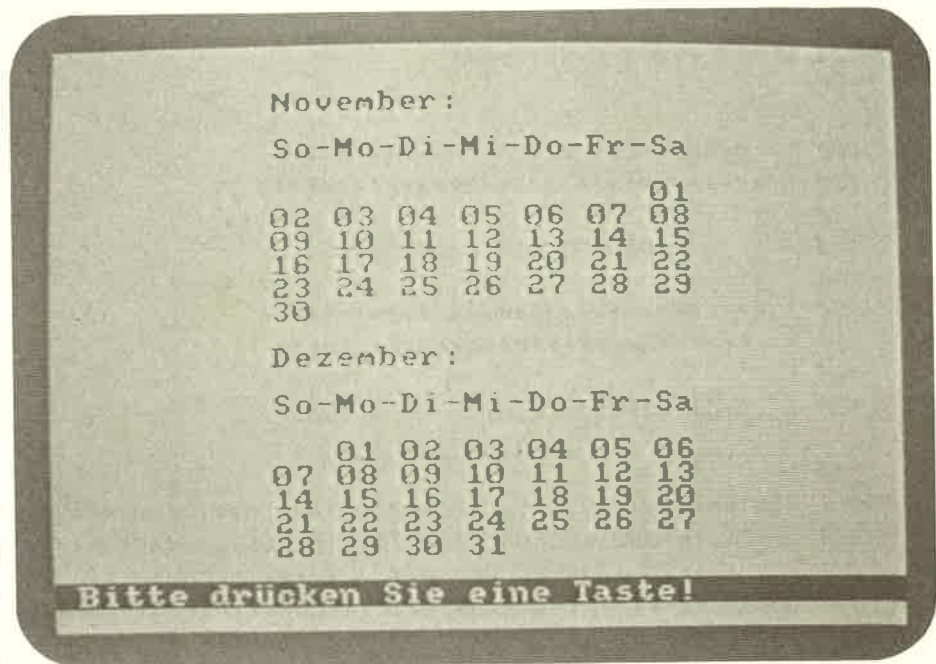 November:
So-Mo-Di-Mi-Do-Fr-Sa
01
02 03 04 05 06 07 08
09 10 11 12 13 14 15
16 17 18 19 20 21 22
23 24 25 26 27 28 29
30
Dezember:
So-Mo-Di-Mi-Do-Fr-Sa
01 02 03 04 05 06
07 08 09 10 11 12 13
14 15 16 17 18 19 20
21 22 23 24 25 26 27
28 29 30 31
Bitte drücken Sie eine Taste!